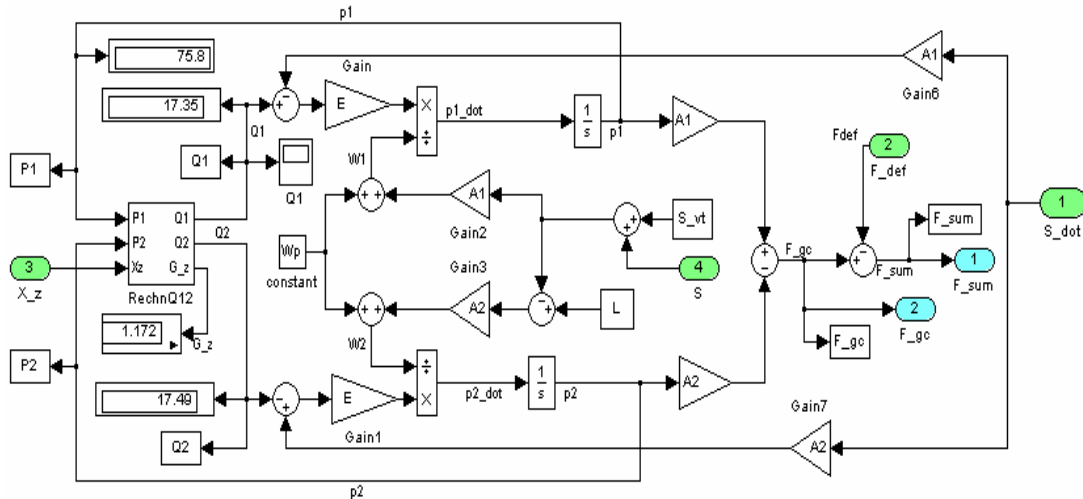 p1
75.8
Gain
A1
Gain6
17.35
E
X
÷
p1_dot
1
s
p1
A1
Q1
Fdef
2
F_def
P1
Q1
Q1
W1
+ +
A1
Gain2
S_vt
1
S_dot
F_sum
P1
Q1
Q2
P2
Q2
3
X_z
Xz
G_z
RechnQ12
Wp
constant
Gain3
4
S
F_gc
F_sum
1
F_sum
+ +
A2
L
2
F_gc
1.172
G_z
W2
F_gc
P2
÷
X
p2_dot
1
s
p2
A2
17.49
E
Gain1
Gain7
A2
Q2
p2